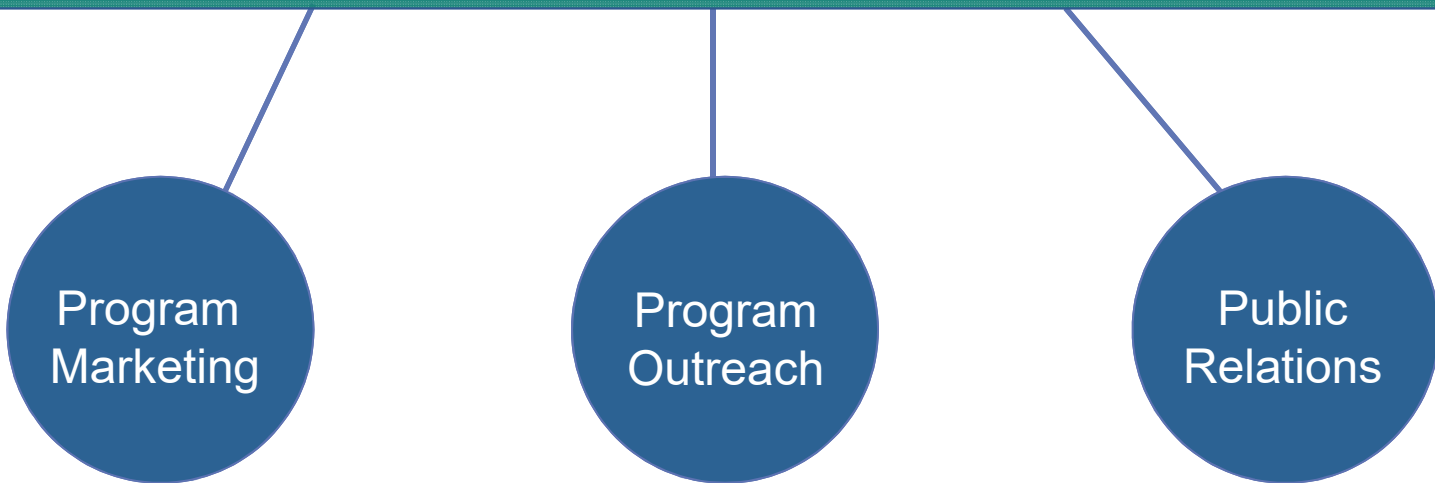 Program
Marketing
Program
Outreach
Public
Relations